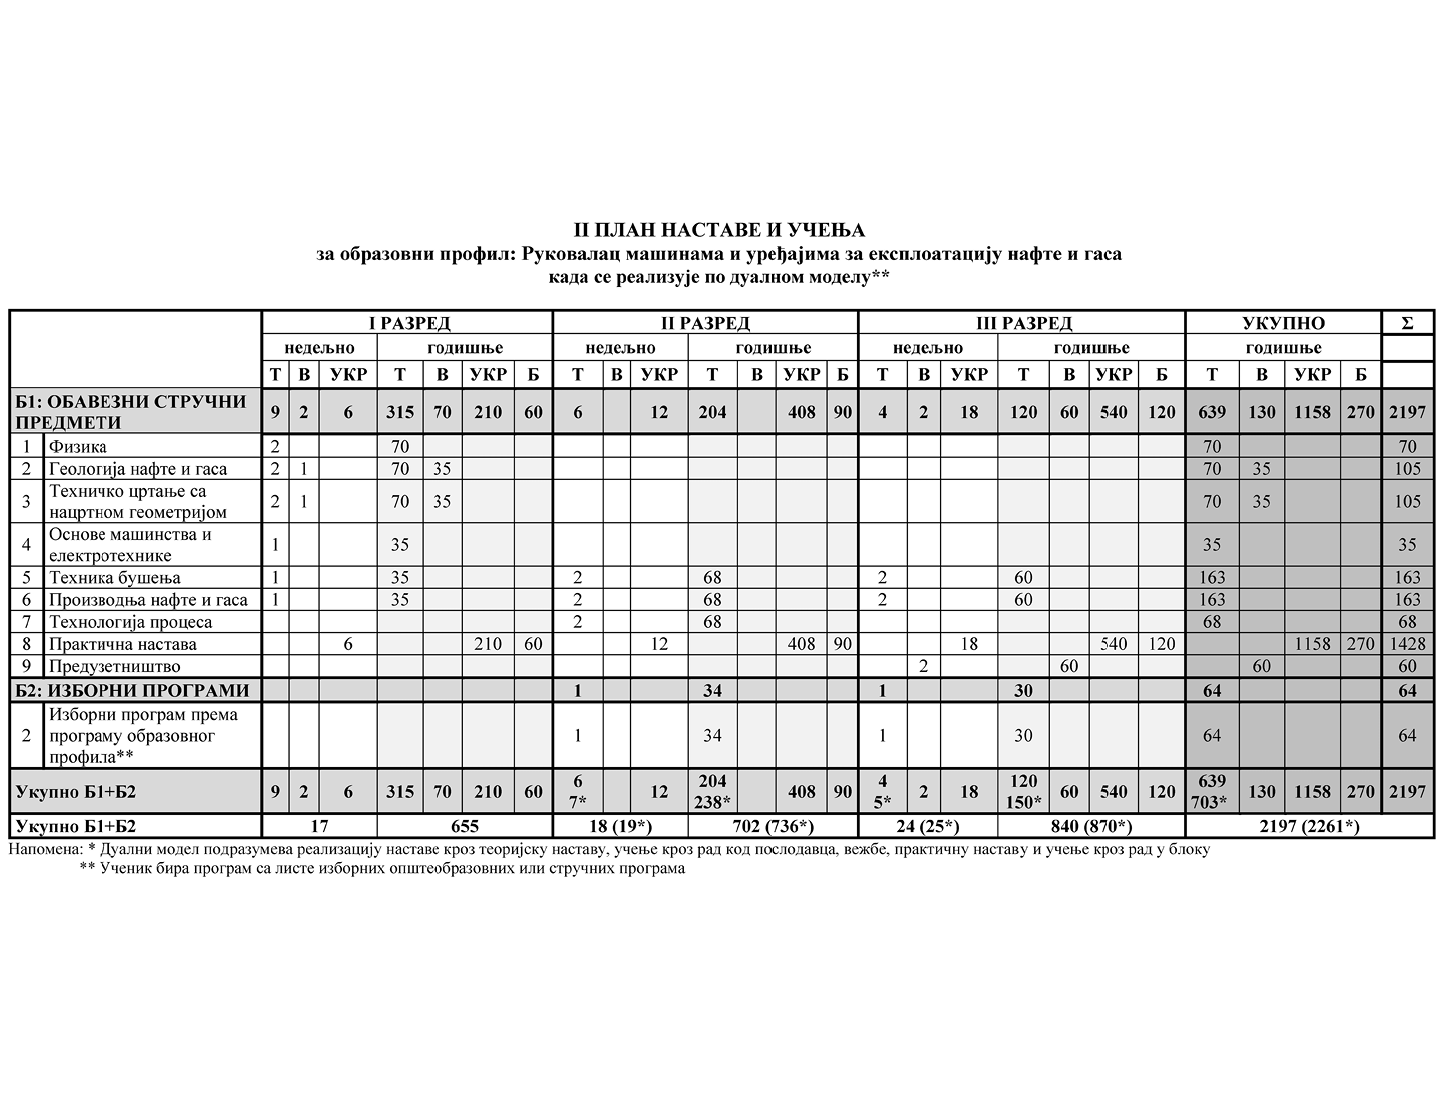 II ПЛАН НАСТАВЕ И УЧЕЊА
за образовни профил: Руковалац машинама и уређајима за експлоатацију нафте и гаса
када се реализује по дуалном моделу**
I РАЗРЕД II РАЗРЕД III РАЗРЕД УКУПНО Σ
недељно годишње недељно годишње недељно годишње годишње
Т В УКР Т В УКР Б Т В УКР Т В УКР Б Т В УКР Т В УКР Б Т В УКР Б
Б1: ОБАВЕЗНИ СТРУЧНИ
ПРЕДМЕТИ 9 2 6 315 70 210 60 6 12 204 408 90 4 2 18 120 60 540 120 639 130 1158 270 2197
1 Физика 2 70 70 70
2 Геологија нафте и гаса 2 1 70 35 70 35 105
3 Техничко цртање са
нацртном геометријом 2 1 70 35 70 35 105
4 Основе машинства и
електротехнике 1 35 35 35
5 Техника бушења 1 35 2 68 2 60 163 163
6 Производња нафте и гаса 1 35 2 68 2 60 163 163
7 Технологија процеса 2 68 68 68
8 Практична настава 6 210 60 12 408 90 18 540 120 1158 270 1428
9 Предузетништво 2 60 60 60
Б2: ИЗБОРНИ ПРОГРАМИ 1 34 1 30 64 64
2 Изборни програм према
програму образовног
профила** 1 34 1 30 64 64
Укупно Б1+Б2 9 2 6 315 70 210 60 6 12 204 408 90 4 2 18 120 60 540 120 639 130 1158 270 2197
7* 238* 5* 150* 703*
Укупно Б1+Б2 17 655 18 (19*) 702 (736*) 24 (25*) 840 (870*) 2197 (2261*)
Напомена: * Дуални модел подразумева реализацију наставе кроз теоријску наставу, учење кроз рад код послодавца, вежбе, практичну наставу и учење кроз рад у блоку
** Ученик бира програм са листе изборних општеобразовних или стручних програма